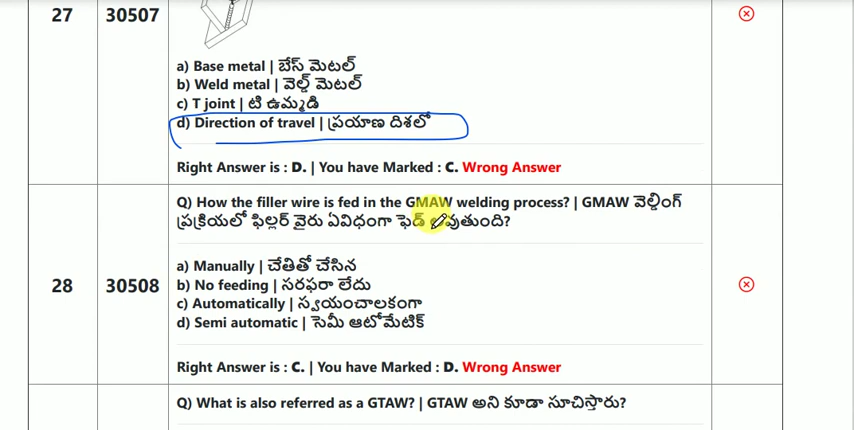 27
30507
a) Base metal | బేస్ మెటల్
b) Weld metal | వెల్డ్ మెటల్
c) T joint | టి ఉమ్మడి
d) Direction of travel | ప్రయాణ దిశలో
Right Answer is : D. | You have Marked : C. Wrong Answer
28
30508
Q) How the filler wire is fed in the GMAW welding process? | GMAW వెల్డింగ్
ప్రక్రియలో ఫిల్లర్ వైరు ఏవిధంగా ఫెడ్ అవుతుంది?
a) Manually | చేతితో చేసిన
b) No feeding | సరఫరా లేదు
c) Automatically | స్వయంచాలకంగా
d) Semi automatic | సెమీ ఆటోమేటిక్
Right Answer is : C. | You have Marked : D. Wrong Answer
Q) What is also referred as a GTAW? | GTAW అని కూడా సూచిస్తారు?